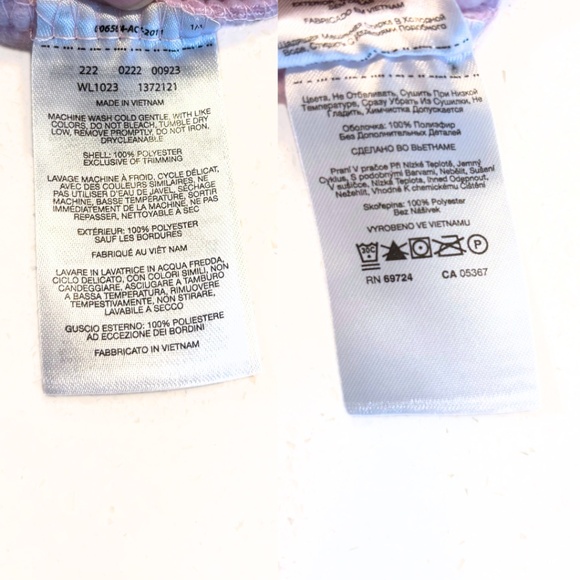 222 0222 00923
WL1023 1372121
MADE IN VIETNAM
MACHINE WASH COLD GENTLE, WITH LIKE
COLORS, DO NOT BLEACH, TUMBLE DRY
LOW, REMOVE PROMPTLY, DO NOT IRON,
DRYCLEANABLE
SHELL: 100% POLYESTER
EXCLUSIVE OF TRIMMING
LAVAGE MACHINE À FROID, CYCLE DÉLICAT,
AVEC DES COULEURS SIMILAIRES, NE
PAS UTILISER D'EAU DE JAVEL, SÉCHAGE
MACHINE, BASSE TEMPÉRATURE, SORTIR
IMMÉDIATEMENT DE LA MACHINE, NE PAS
REPASSER, NETTOYABLE À SEC
EXTÉRIEUR: 100% POLYESTER
SAUF LES BORDURES
FABRIQUÉ AU VIÊT NAM
LAVARE IN LAVATRICE IN ACQUA FREDDA,
CICLO DELICATO, CON COLORI SIMILI, NON
CANDEGGIARE, ASCIUGARE A TAMBURO
A BASSA TEMPERATURA, RIMUOVERE
TEMPESTIVAMENTE, NON STIRARE,
LAVABILE A SECCO
GUSCIO ESTERNO: 100% POLIESTERE
AD ECCEZIONE DEI BORDINI
FABBRICATO IN VIETNAM
FABBRICATO IN VIETNAM
Цвета, Не Отбеливать, Сушить При Низкой
Температуре, Сразу Убрать Из Сушилки, Не
Гладить, Химчистка Допускается
Оболочка: 100% Полиэфир
Без Дополнительных Деталей
СДЕЛАНО ВО ВЬЕТНАМЕ
Praní V pračce Při Nízké Teplotě, Jemný
Cyklus, S podobnými Barvami, Nebělit, Sušení
V sušičce, Nízká Teplota, Ihned Odepnout,
Nežehlit, Vhodné K chemickému Čištění
Skořepina: 100% Polyester
Bez Nášivek
VYROBENO VE VIETNAMU
RN 69724 CA 05367